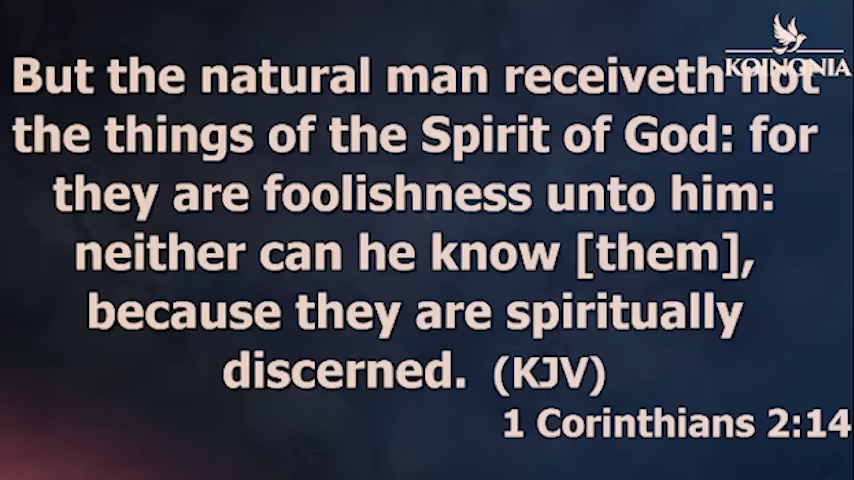 KOINONIA
But the natural man receiveth not
the things of the Spirit of God: for
they are foolishness unto him:
neither can he know [them],
because they are spiritually
discerned. (KJV)
1 Corinthians 2:14